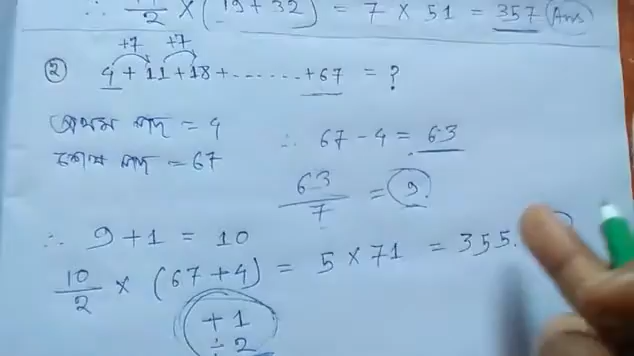 ∴ 14/2 × (19+32) = 7 × 51 = 357 (Ans
+7 +7
② 4 + 11 + 18 + ........ + 67 = ?
প্রথম পদ = 4
∴ 67 - 4 = 63
শেষ পদ = 67
63/7 = 9
∴ 9 + 1 = 10
10/2 × (67+4) = 5 × 71 = 355.
+ 1
÷ 2